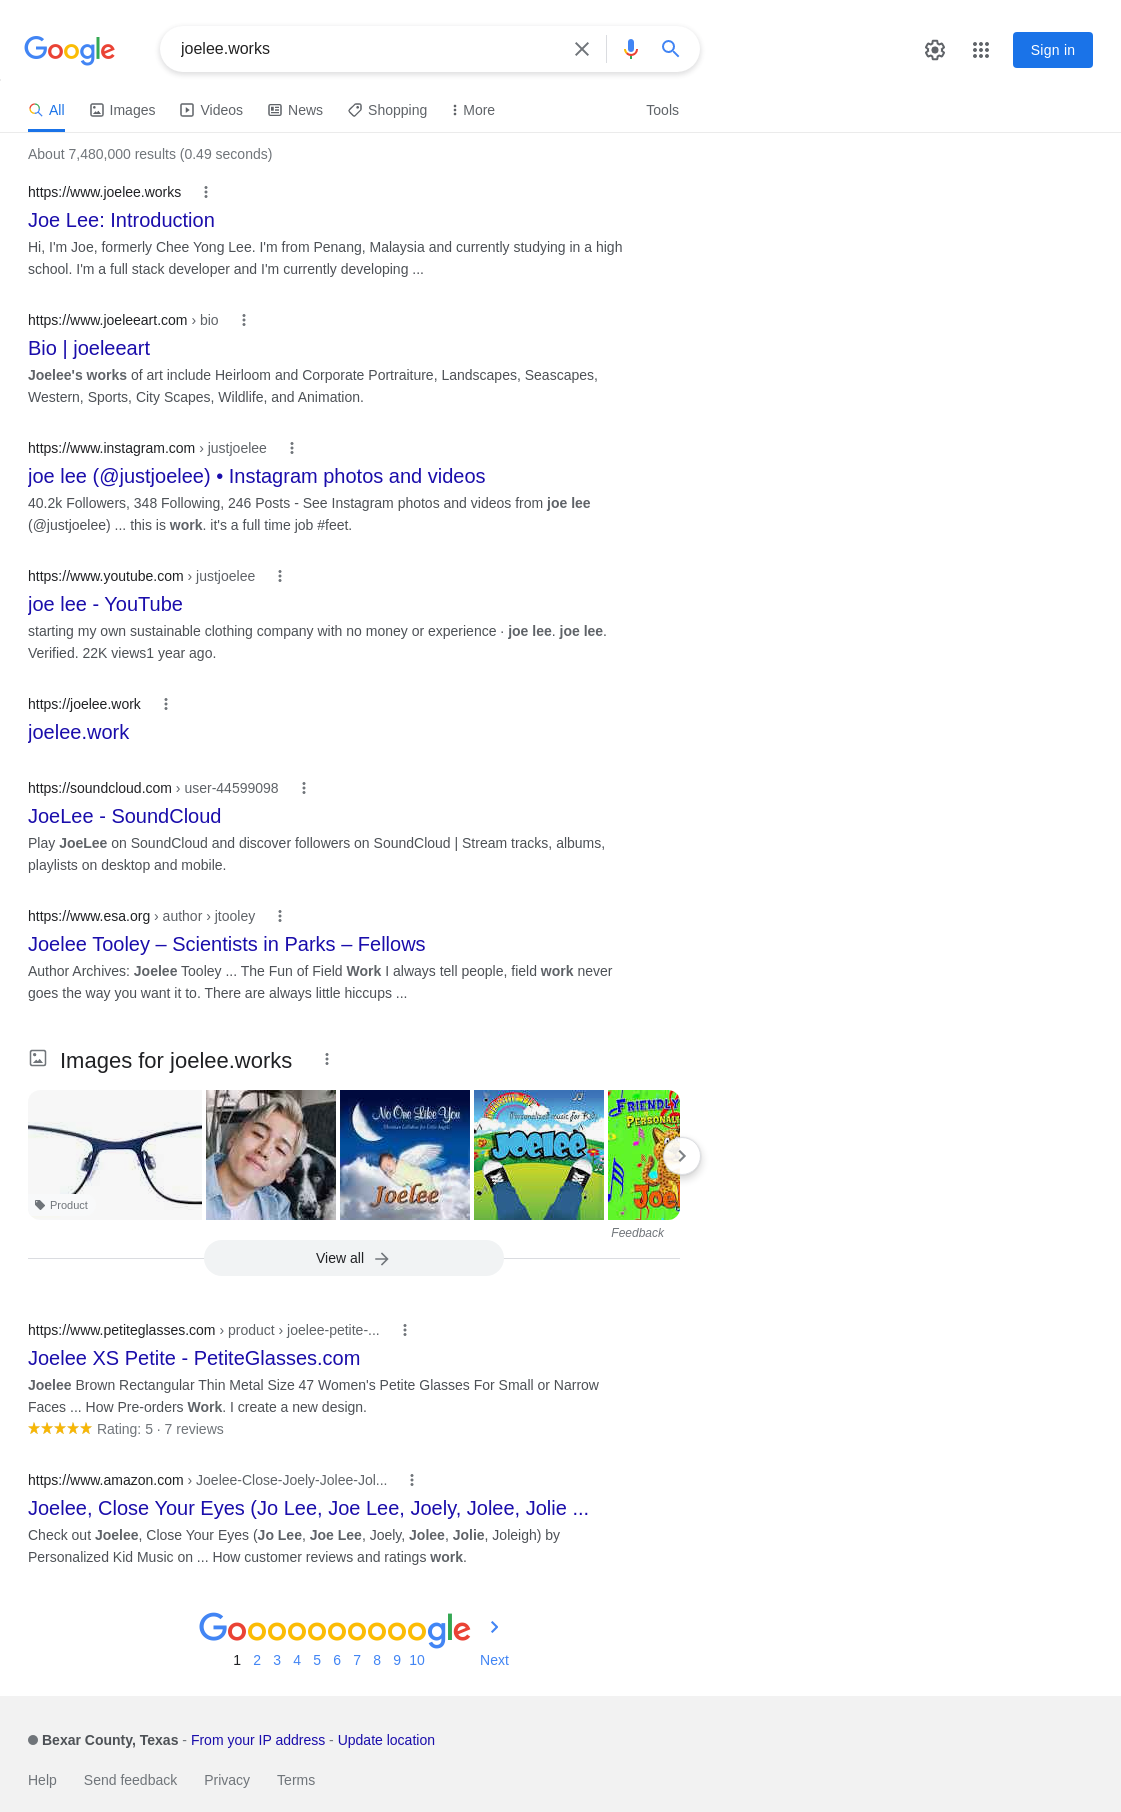 Google
joelee.works
Sign in
All
Images
Videos
News
Shopping
More
Tools
About 7,480,000 results (0.49 seconds)
https://www.joelee.works
Joe Lee: Introduction
Hi, I'm Joe, formerly Chee Yong Lee. I'm from Penang, Malaysia and currently studying in a high
school. I'm a full stack developer and I'm currently developing ...
https://www.joeleeart.com › bio
Bio | joeleeart
Joelee's works of art include Heirloom and Corporate Portraiture, Landscapes, Seascapes,
Western, Sports, City Scapes, Wildlife, and Animation.
https://www.instagram.com › justjoelee
joe lee (@justjoelee) • Instagram photos and videos
40.2k Followers, 348 Following, 246 Posts - See Instagram photos and videos from joe lee
(@justjoelee) ... this is work. it's a full time job #feet.
https://www.youtube.com › justjoelee
joe lee - YouTube
starting my own sustainable clothing company with no money or experience · joe lee. joe lee.
Verified. 22K views1 year ago.
https://joelee.work
joelee.work
https://soundcloud.com › user-44599098
JoeLee - SoundCloud
Play JoeLee on SoundCloud and discover followers on SoundCloud | Stream tracks, albums,
playlists on desktop and mobile.
https://www.esa.org › author › jtooley
Joelee Tooley – Scientists in Parks – Fellows
Author Archives: Joelee Tooley ... The Fun of Field Work I always tell people, field work never
goes the way you want it to. There are always little hiccups ...
Images for joelee.works
Product
No One Like You
Christian Lullabies for Little Angels
Joelee
Personalized music for Kids
JOELEE
FRIENDLY
PERSONALI
JOE
Feedback
View all
https://www.petiteglasses.com › product › joelee-petite-...
Joelee XS Petite - PetiteGlasses.com
Joelee Brown Rectangular Thin Metal Size 47 Women's Petite Glasses For Small or Narrow
Faces ... How Pre-orders Work. I create a new design.
Rating: 5 · 7 reviews
https://www.amazon.com › Joelee-Close-Joely-Jolee-Jol...
Joelee, Close Your Eyes (Jo Lee, Joe Lee, Joely, Jolee, Jolie ...
Check out Joelee, Close Your Eyes (Jo Lee, Joe Lee, Joely, Jolee, Jolie, Joleigh) by
Personalized Kid Music on ... How customer reviews and ratings work.
Goooooooooogle
1 2 3 4 5 6 7 8 9 10 Next
Bexar County, Texas - From your IP address - Update location
Help Send feedback Privacy Terms